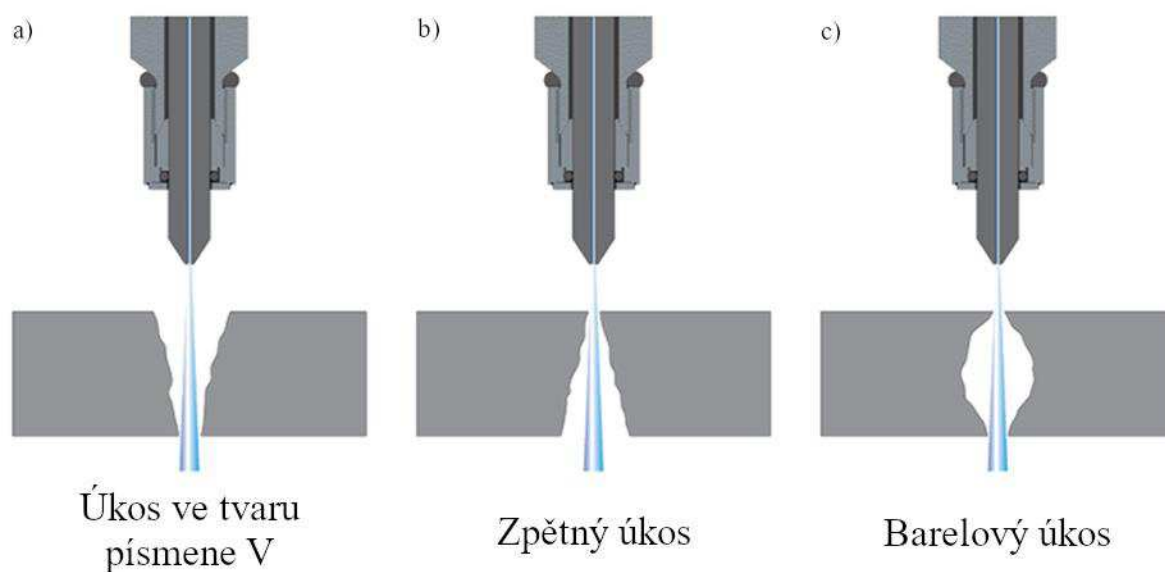 a)
b)
c)
Úkos ve tvaru
písmene V
Zpětný úkos
Barelový úkos